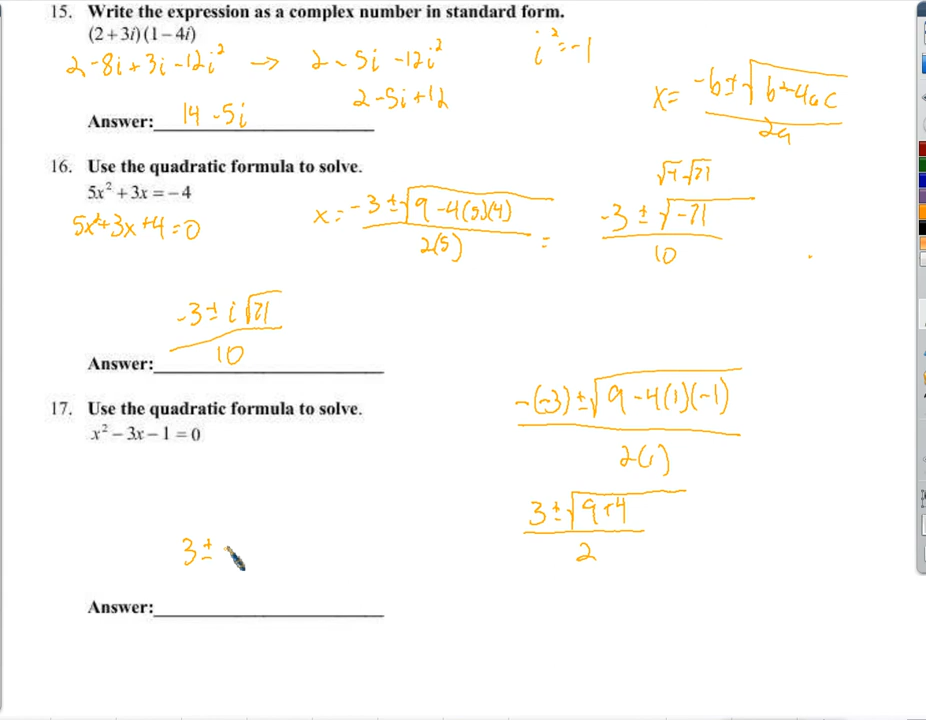 15. Write the expression as a complex number in standard form.
(2+3i)(1−4i)
2-8i+3i-12i² → 2-5i-12i²
i²=-1
2-5i+12
x= -b±√b²-4ac / 2a
Answer: 14-5i
16. Use the quadratic formula to solve.
5x² + 3x = −4
5x²+3x+4=0
x= -3±√9-4(5)(4) / 2(5) =
√-1 √71
-3 ± √-71 / 10
-3± i√71 / 10
Answer:
17. Use the quadratic formula to solve.
x² − 3x − 1 = 0
-(-3)±√9-4(1)(-1) / 2(1)
3±√9+4 / 2
3±
Answer: